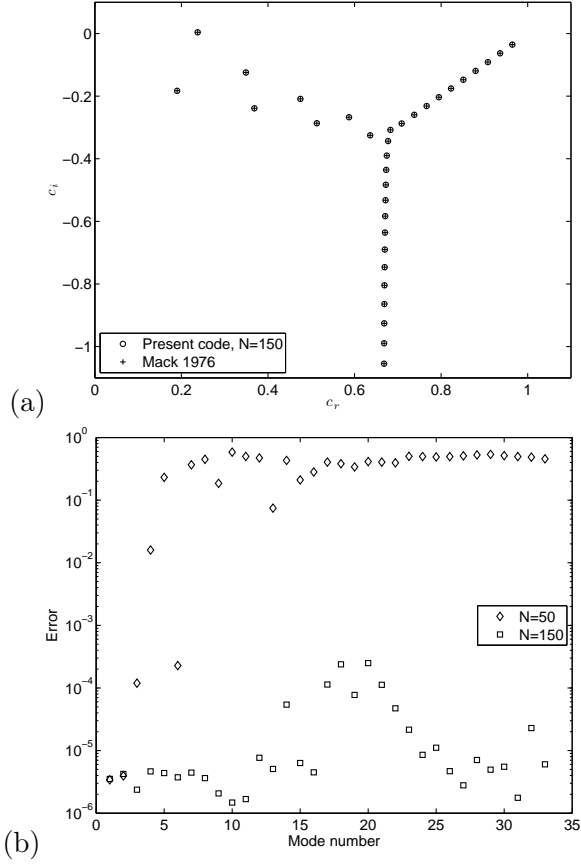 0
−0.2
−0.4
−0.6
−0.8
−1
c_i
Present code, N=150
Mack 1976
0 0.2 0.4 0.6 0.8 1
c_r
(a)
10^0
10^−1
10^−2
10^−3
10^−4
10^−5
10^−6
Error
N=50
N=150
0 5 10 15 20 25 30 35
Mode number
(b)